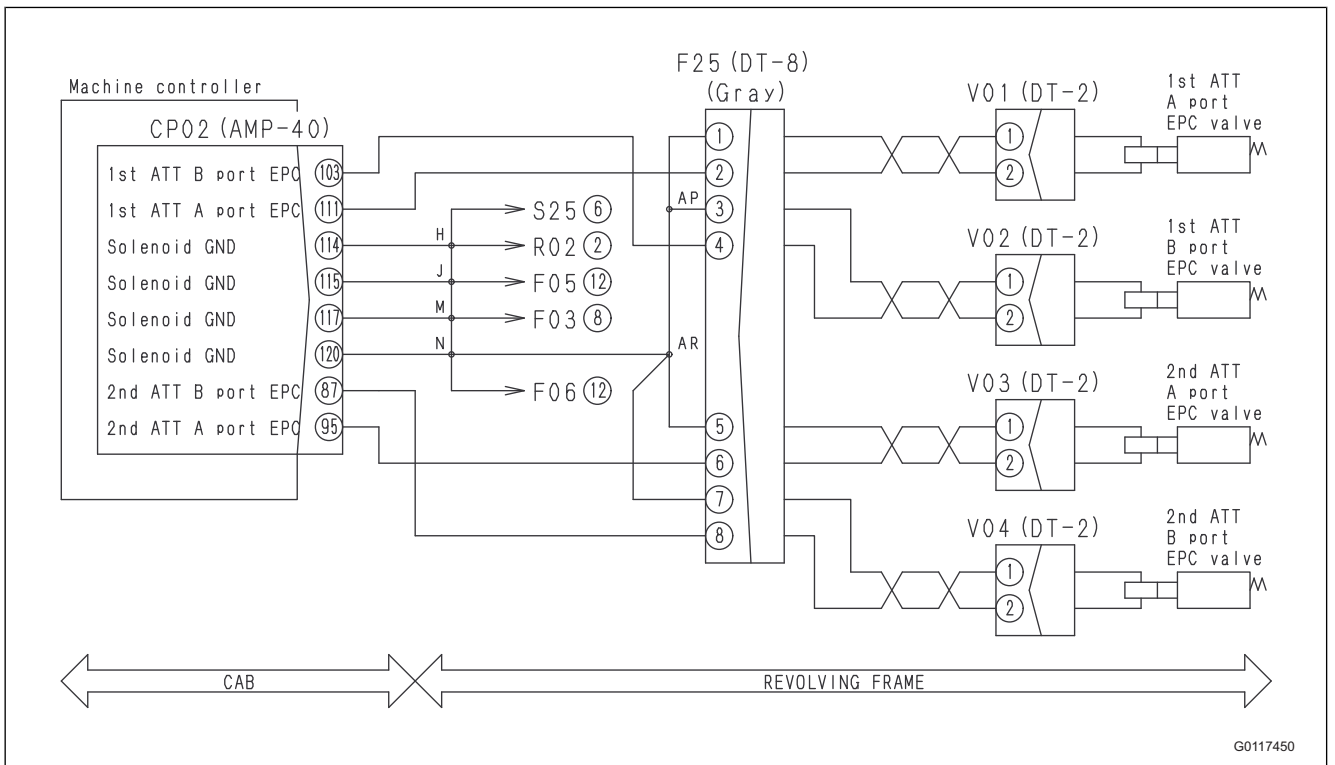 Machine controller
CP02 (AMP-40)
1st ATT B port EPC 103
1st ATT A port EPC 111
Solenoid GND 114
Solenoid GND 115
Solenoid GND 117
Solenoid GND 120
2nd ATT B port EPC 87
2nd ATT A port EPC 95
H
J
M
N
S25 6
R02 2
F05 12
F03 8
F06 12
AP
AR
F25 (DT-8)
(Gray)
1
2
3
4
5
6
7
8
V01 (DT-2)
1
2
1st ATT
A port
EPC valve
V02 (DT-2)
1
2
1st ATT
B port
EPC valve
V03 (DT-2)
1
2
2nd ATT
A port
EPC valve
V04 (DT-2)
1
2
2nd ATT
B port
EPC valve
CAB
REVOLVING FRAME
G0117450